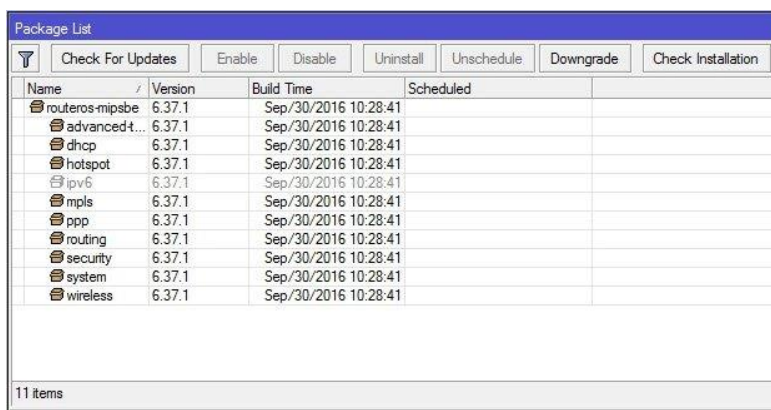 Package List
Check For Updates Enable Disable Uninstall Unschedule Downgrade Check Installation
Name / Version Build Time Scheduled
routeros-mipsbe 6.37.1 Sep/30/2016 10:28:41
advanced-t... 6.37.1 Sep/30/2016 10:28:41
dhcp 6.37.1 Sep/30/2016 10:28:41
hotspot 6.37.1 Sep/30/2016 10:28:41
ipv6 6.37.1 Sep/30/2016 10:28:41
mpls 6.37.1 Sep/30/2016 10:28:41
ppp 6.37.1 Sep/30/2016 10:28:41
routing 6.37.1 Sep/30/2016 10:28:41
security 6.37.1 Sep/30/2016 10:28:41
system 6.37.1 Sep/30/2016 10:28:41
wireless 6.37.1 Sep/30/2016 10:28:41
11 items